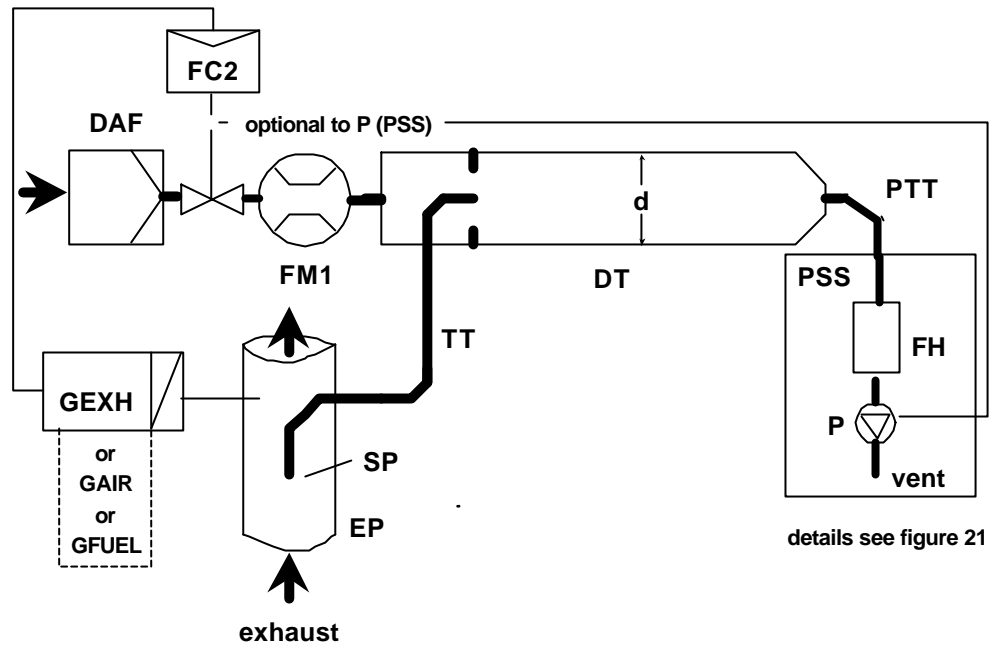 FC2
DAF
optional to P (PSS)
d
PTT
FM1
DT
PSS
TT
FH
GEXH
P
or
GAIR
or
GFUEL
SP
vent
EP
details see figure 21
exhaust